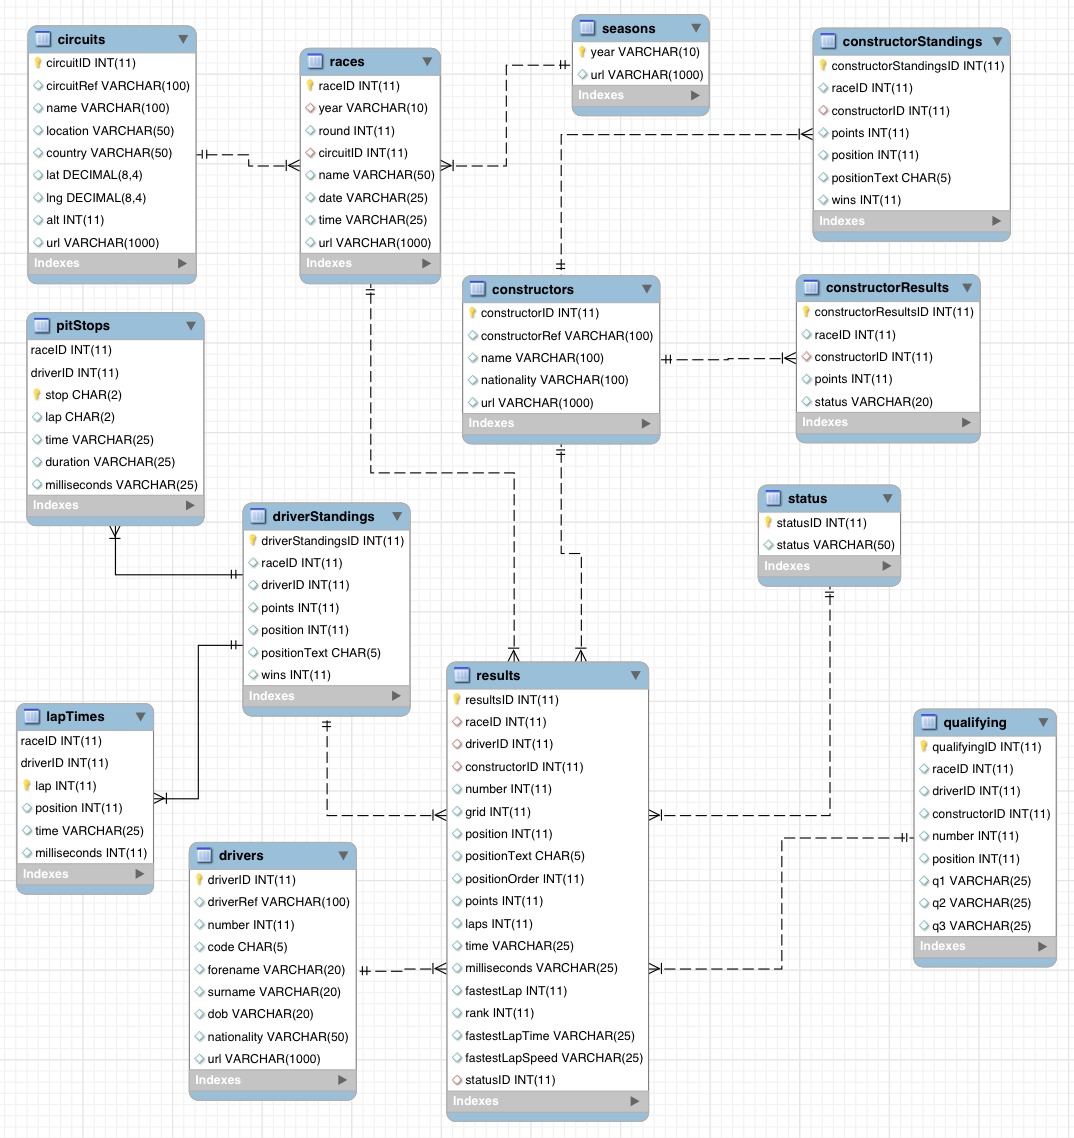 circuits
circuitID INT(11)
circuitRef VARCHAR(100)
name VARCHAR(100)
location VARCHAR(50)
country VARCHAR(50)
lat DECIMAL(8,4)
lng DECIMAL(8,4)
alt INT(11)
url VARCHAR(1000)
Indexes
races
raceID INT(11)
year VARCHAR(10)
round INT(11)
circuitID INT(11)
name VARCHAR(50)
date VARCHAR(25)
time VARCHAR(25)
url VARCHAR(1000)
Indexes
seasons
year VARCHAR(10)
url VARCHAR(1000)
Indexes
constructorStandings
constructorStandingsID INT(11)
raceID INT(11)
constructorID INT(11)
points INT(11)
position INT(11)
positionText CHAR(5)
wins INT(11)
Indexes
constructors
constructorID INT(11)
constructorRef VARCHAR(100)
name VARCHAR(100)
nationality VARCHAR(100)
url VARCHAR(1000)
Indexes
constructorResults
constructorResultsID INT(11)
raceID INT(11)
constructorID INT(11)
points INT(11)
status VARCHAR(20)
Indexes
pitStops
raceID INT(11)
driverID INT(11)
stop CHAR(2)
lap CHAR(2)
time VARCHAR(25)
duration VARCHAR(25)
milliseconds VARCHAR(25)
Indexes
driverStandings
driverStandingsID INT(11)
raceID INT(11)
driverID INT(11)
points INT(11)
position INT(11)
positionText CHAR(5)
wins INT(11)
Indexes
status
statusID INT(11)
status VARCHAR(50)
Indexes
lapTimes
raceID INT(11)
driverID INT(11)
lap INT(11)
position INT(11)
time VARCHAR(25)
milliseconds INT(11)
Indexes
results
resultsID INT(11)
raceID INT(11)
driverID INT(11)
constructorID INT(11)
number INT(11)
grid INT(11)
position INT(11)
positionText CHAR(5)
positionOrder INT(11)
points INT(11)
laps INT(11)
time VARCHAR(25)
milliseconds VARCHAR(25)
fastestLap INT(11)
rank INT(11)
fastestLapTime VARCHAR(25)
fastestLapSpeed VARCHAR(25)
statusID INT(11)
Indexes
qualifying
qualifyingID INT(11)
raceID INT(11)
driverID INT(11)
constructorID INT(11)
number INT(11)
position INT(11)
q1 VARCHAR(25)
q2 VARCHAR(25)
q3 VARCHAR(25)
Indexes
drivers
driverID INT(11)
driverRef VARCHAR(100)
number INT(11)
code CHAR(5)
forename VARCHAR(20)
surname VARCHAR(20)
dob VARCHAR(20)
nationality VARCHAR(50)
url VARCHAR(1000)
Indexes